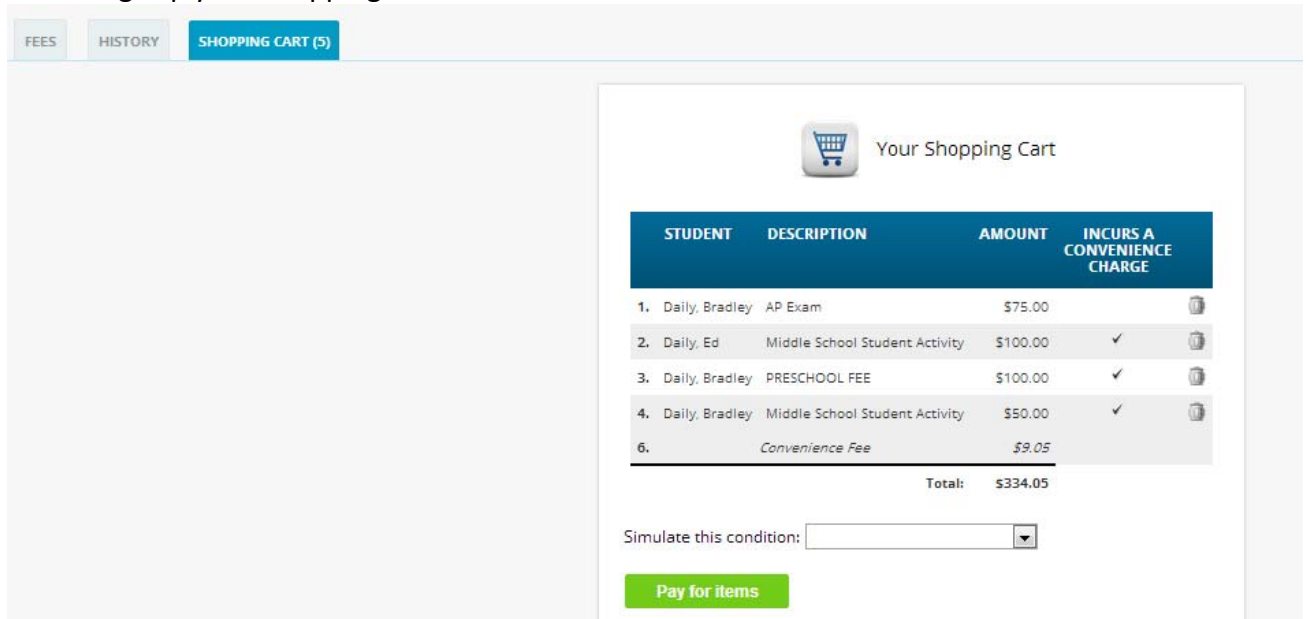 FEES HISTORY SHOPPING CART (5)
Your Shopping Cart
STUDENT DESCRIPTION AMOUNT INCURS A CONVENIENCE CHARGE
1. Daily, Bradley AP Exam $75.00
2. Daily, Ed Middle School Student Activity $100.00 ✓
3. Daily, Bradley PRESCHOOL FEE $100.00 ✓
4. Daily, Bradley Middle School Student Activity $50.00 ✓
6. Convenience Fee $9.05
Total: $334.05
Simulate this condition:
Pay for items